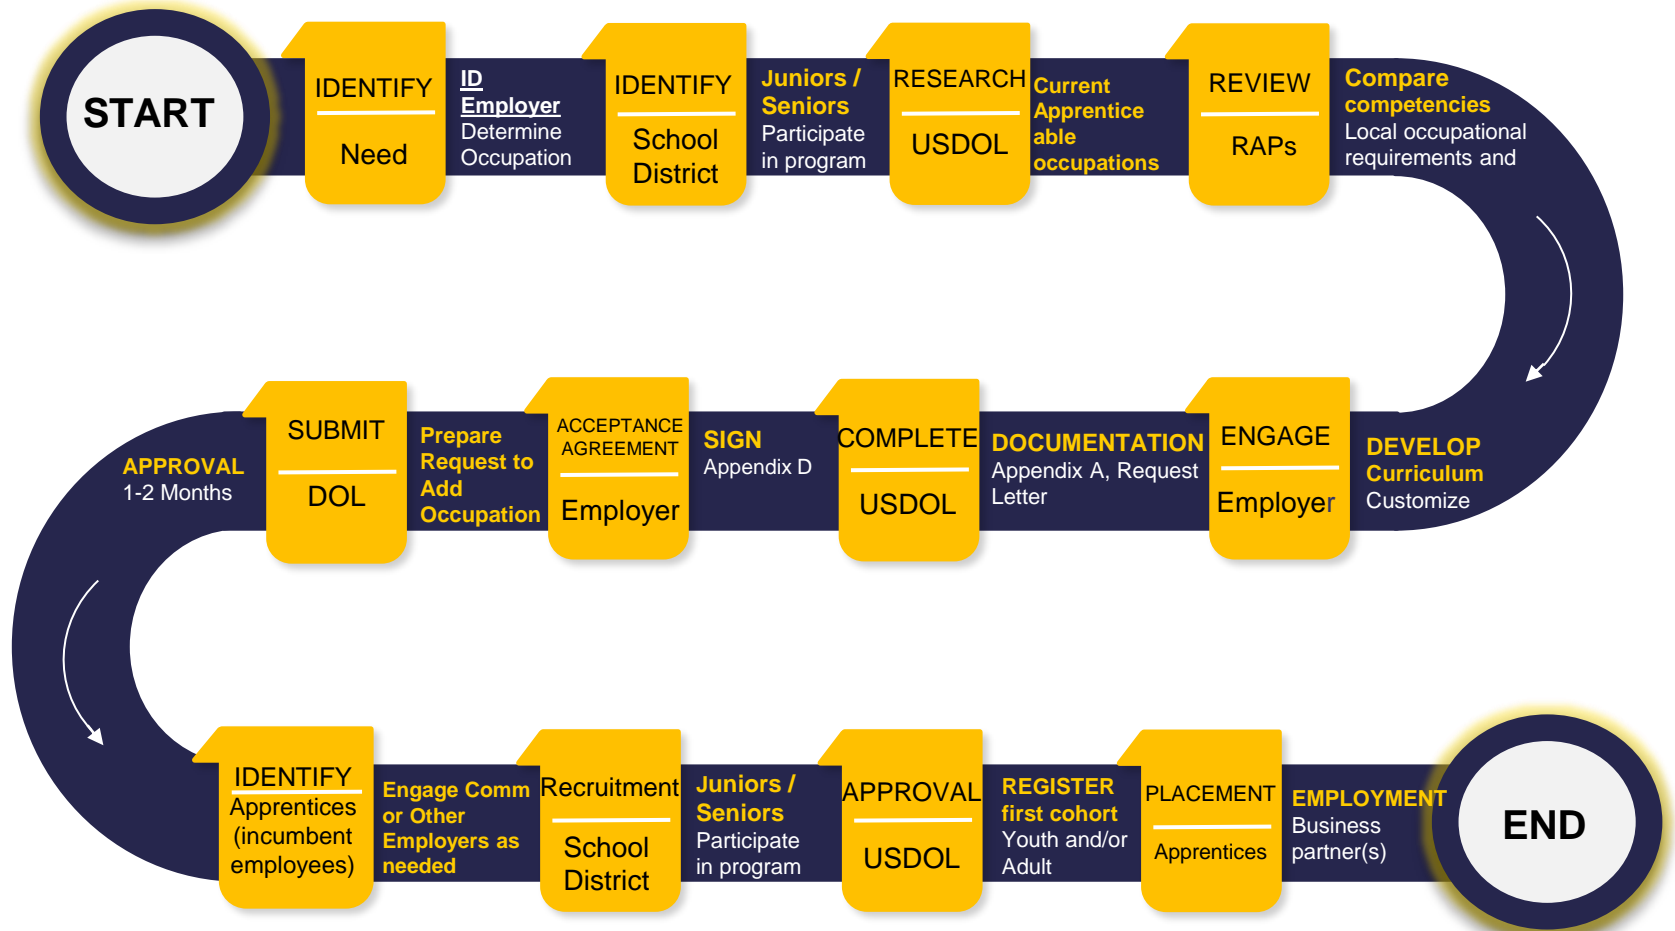 START
IDENTIFY
Need
ID
Employer
Determine
Occupation
IDENTIFY
School
District
Juniors /
Seniors
Participate
in program
RESEARCH
USDOL
Current
Apprentice
able
occupations
REVIEW
RAPs
Compare
competencies
Local occupational
requirements and
DEVELOP
Curriculum
Customize
ENGAGE
Employer
DOCUMENTATION
Appendix A, Request
Letter
COMPLETE
USDOL
SIGN
Appendix D
ACCEPTANCE
AGREEMENT
Employer
Prepare
Request to
Add
Occupation
SUBMIT
DOL
APPROVAL
1-2 Months
IDENTIFY
Apprentices
(incumbent
employees)
Engage Comm
or Other
Employers as
needed
Recruitment
School
District
Juniors /
Seniors
Participate
in program
APPROVAL
USDOL
REGISTER
first cohort
Youth and/or
Adult
PLACEMENT
Apprentices
EMPLOYMENT
Business
partner(s)
END